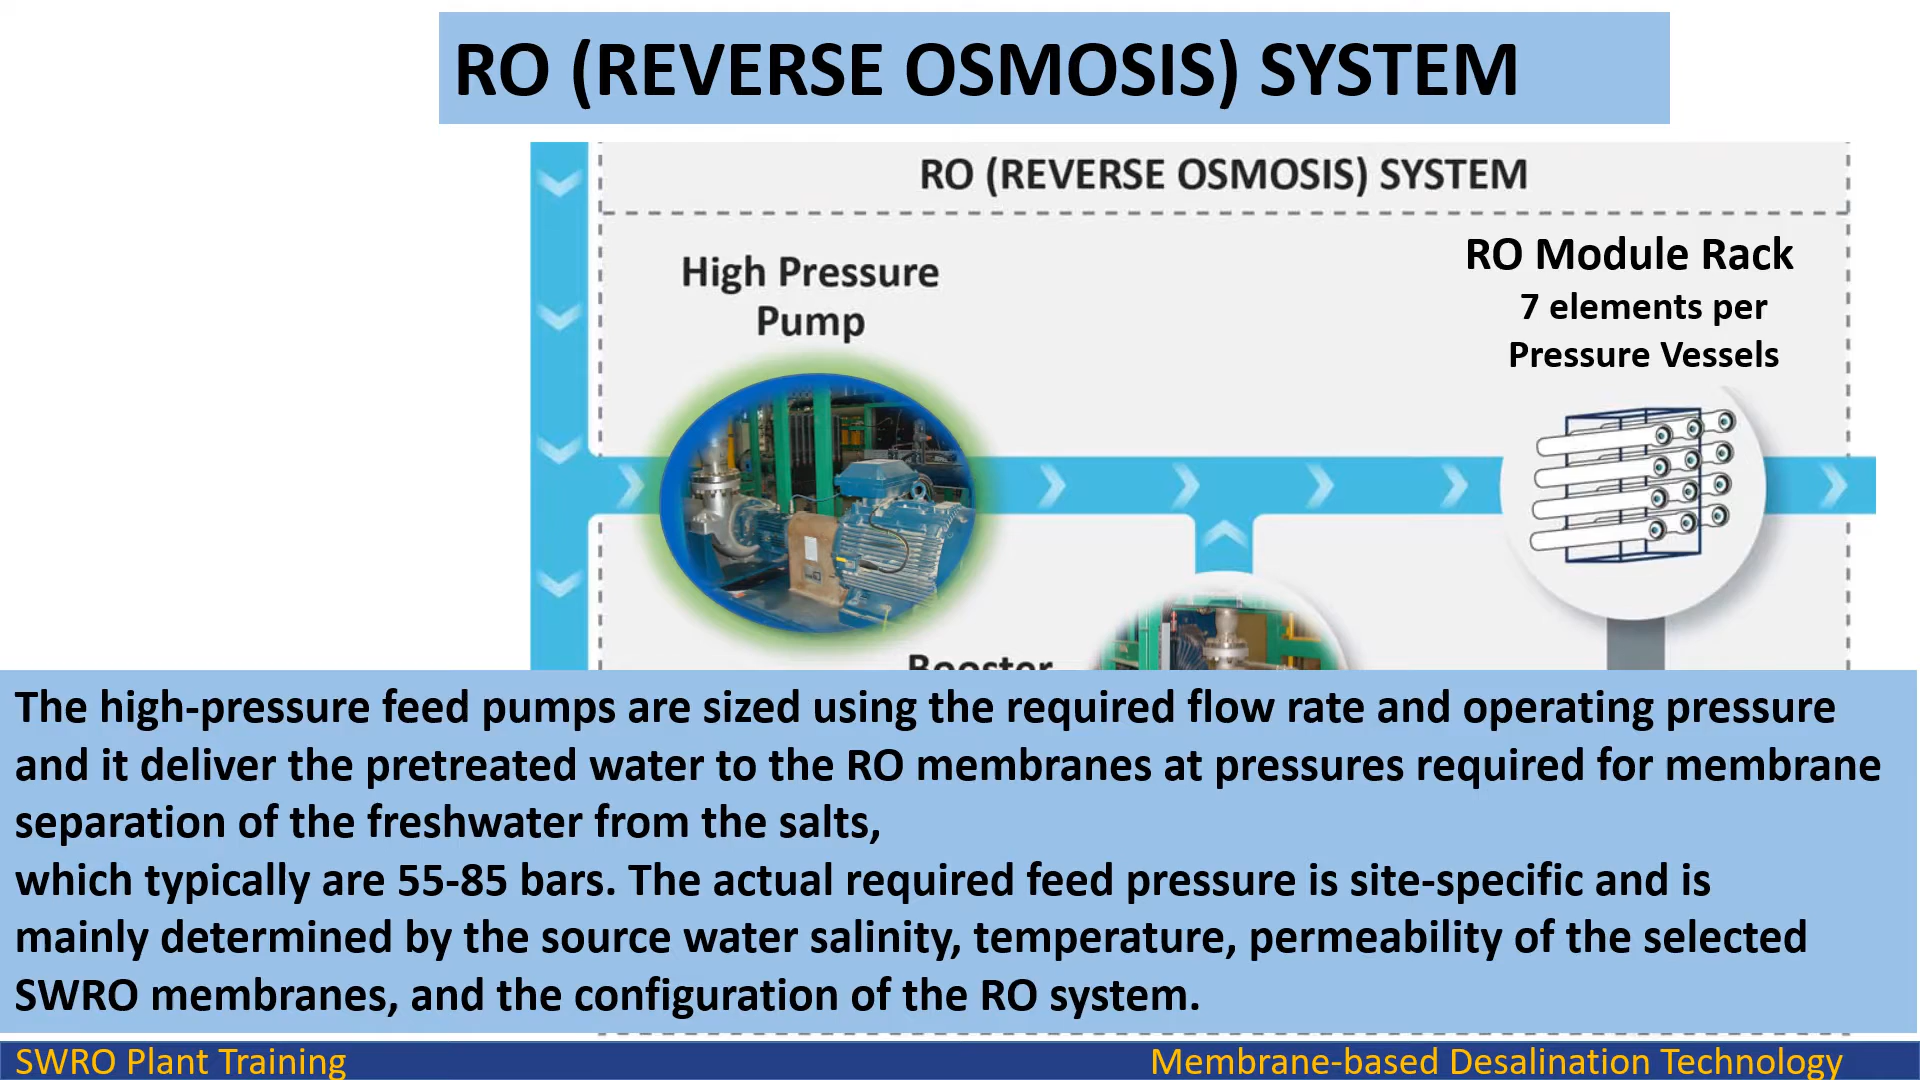 RO (REVERSE OSMOSIS) SYSTEM
RO (REVERSE OSMOSIS) SYSTEM
High Pressure
Pump
RO Module Rack
7 elements per
Pressure Vessels
Booster
The high-pressure feed pumps are sized using the required flow rate and operating pressure
and it deliver the pretreated water to the RO membranes at pressures required for membrane
separation of the freshwater from the salts,
which typically are 55-85 bars. The actual required feed pressure is site-specific and is
mainly determined by the source water salinity, temperature, permeability of the selected
SWRO membranes, and the configuration of the RO system.
SWRO Plant Training
Membrane-based Desalination Technology